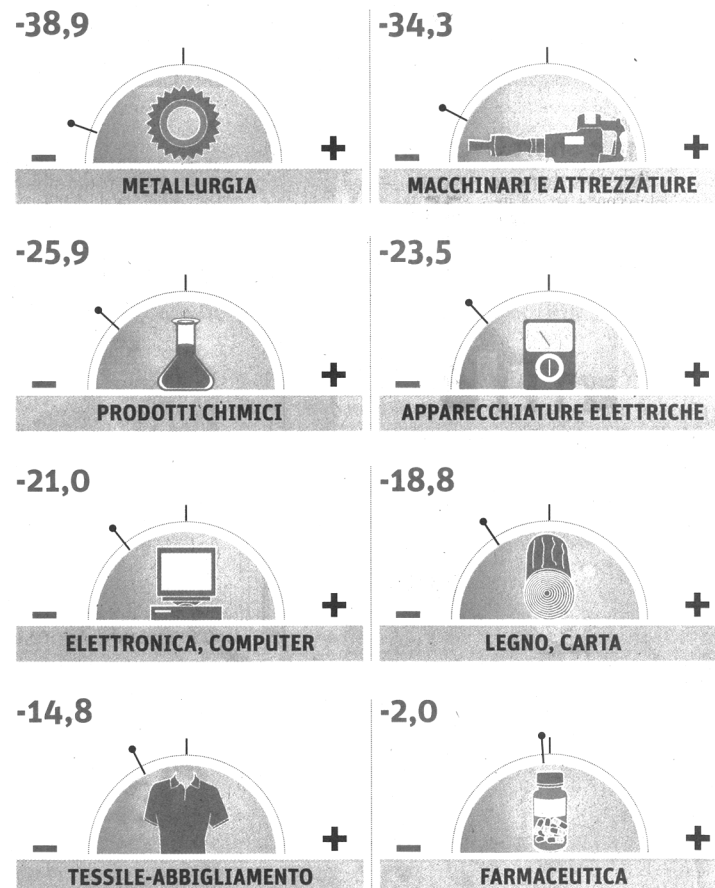 -38,9
-34,3
METALLURGIA
MACCHINARI E ATTREZZATURE
-25,9
-23,5
PRODOTTI CHIMICI
APPARECCHIATURE ELETTRICHE
-21,0
-18,8
ELETTRONICA, COMPUTER
LEGNO, CARTA
-14,8
-2,0
TESSILE-ABBIGLIAMENTO
FARMACEUTICA